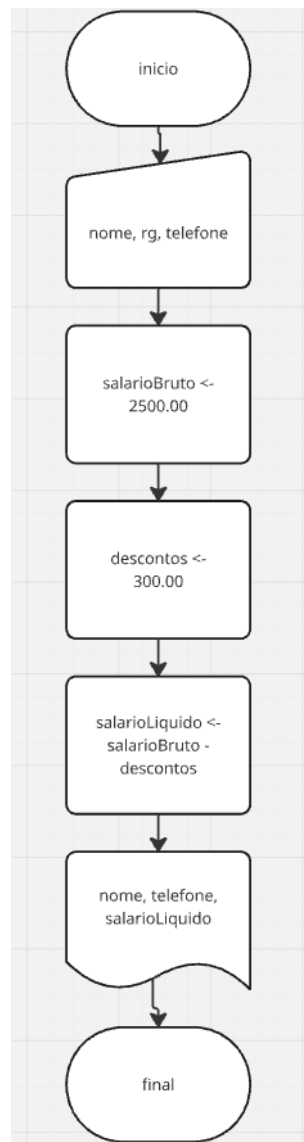 inicio
nome, rg, telefone
salarioBruto <-
2500.00
descontos <-
300.00
salarioLiquido <-
salarioBruto -
descontos
nome, telefone,
salarioLiquido
final